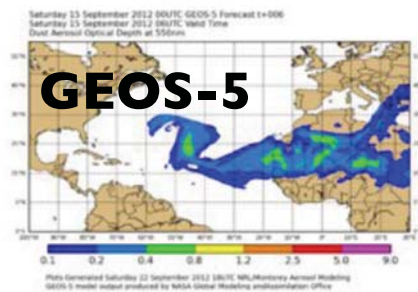 Saturday 15 September 2012 00UTC GEOS-5 Forecast t+006
Saturday 15 September 2012 06UTC Valid Time
Dust Aerosol Optical Depth at 550nm
GEOS-5
0.1 0.2 0.4 0.8 1.2 2.5 5.0 9.0
Plots Generated Saturday 22 September 2012 18UTC NRL/Monterey Aerosol Modeling
GEOS-5 model output produced by NASA Global Modeling and Assimilation Office